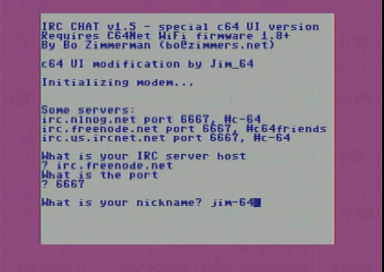 IRC CHAT v1.5 - special c64 UI version
Requires C64Net WiFi firmware 1.8+
By Bo Zimmerman (bo@zimmers.net)
c64 UI modification by Jim_64
Initializing modem...
Some servers:
irc.nlnog.net port 6667, #c-64
irc.freenode.net port 6667, #c64friends
irc.us.ircnet.com port 6667, #c-64
What is your IRC server host
? irc.freenode.net
What is the port
? 6667
What is your nickname? jim-64